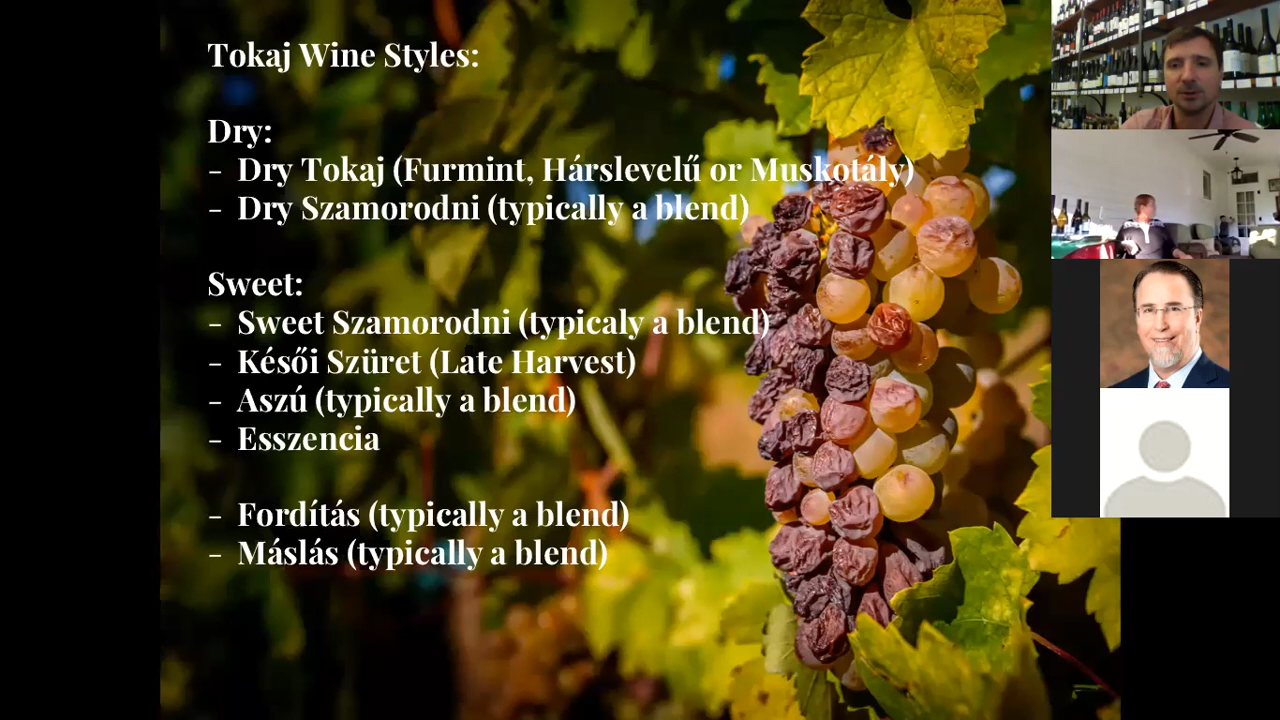 Tokaj Wine Styles:
Dry:
- Dry Tokaj (Furmint, Hárslevelű or Muskotály)
- Dry Szamorodni (typically a blend)
Sweet:
- Sweet Szamorodni (typicaly a blend)
- Késői Szüret (Late Harvest)
- Aszú (typically a blend)
- Esszencia
- Fordítás (typically a blend)
- Máslás (typically a blend)